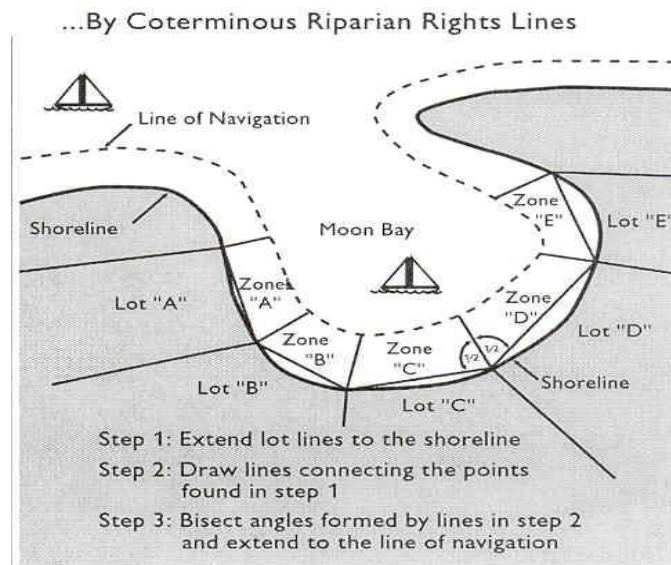 ...By Coterminous Riparian Rights Lines
Line of Navigation
Shoreline
Moon Bay
Zone
"E"
Lot "E"
Lot "A"
Zones
"A"
Zone
"B"
Zone
"C"
Zone
"D"
1/2
1/2
Lot "D"
Lot "B"
Lot "C"
Shoreline
Step 1: Extend lot lines to the shoreline
Step 2: Draw lines connecting the points
found in step 1
Step 3: Bisect angles formed by lines in step 2
and extend to the line of navigation